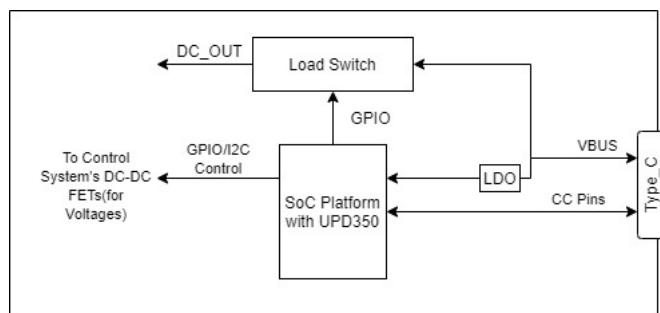 DC_OUT
Load Switch
GPIO
GPIO/I2C
Control
To Control
System's DC-DC
FETs(for
Voltages)
SoC Platform
with UPD350
LDO
VBUS
CC Pins
Type_C